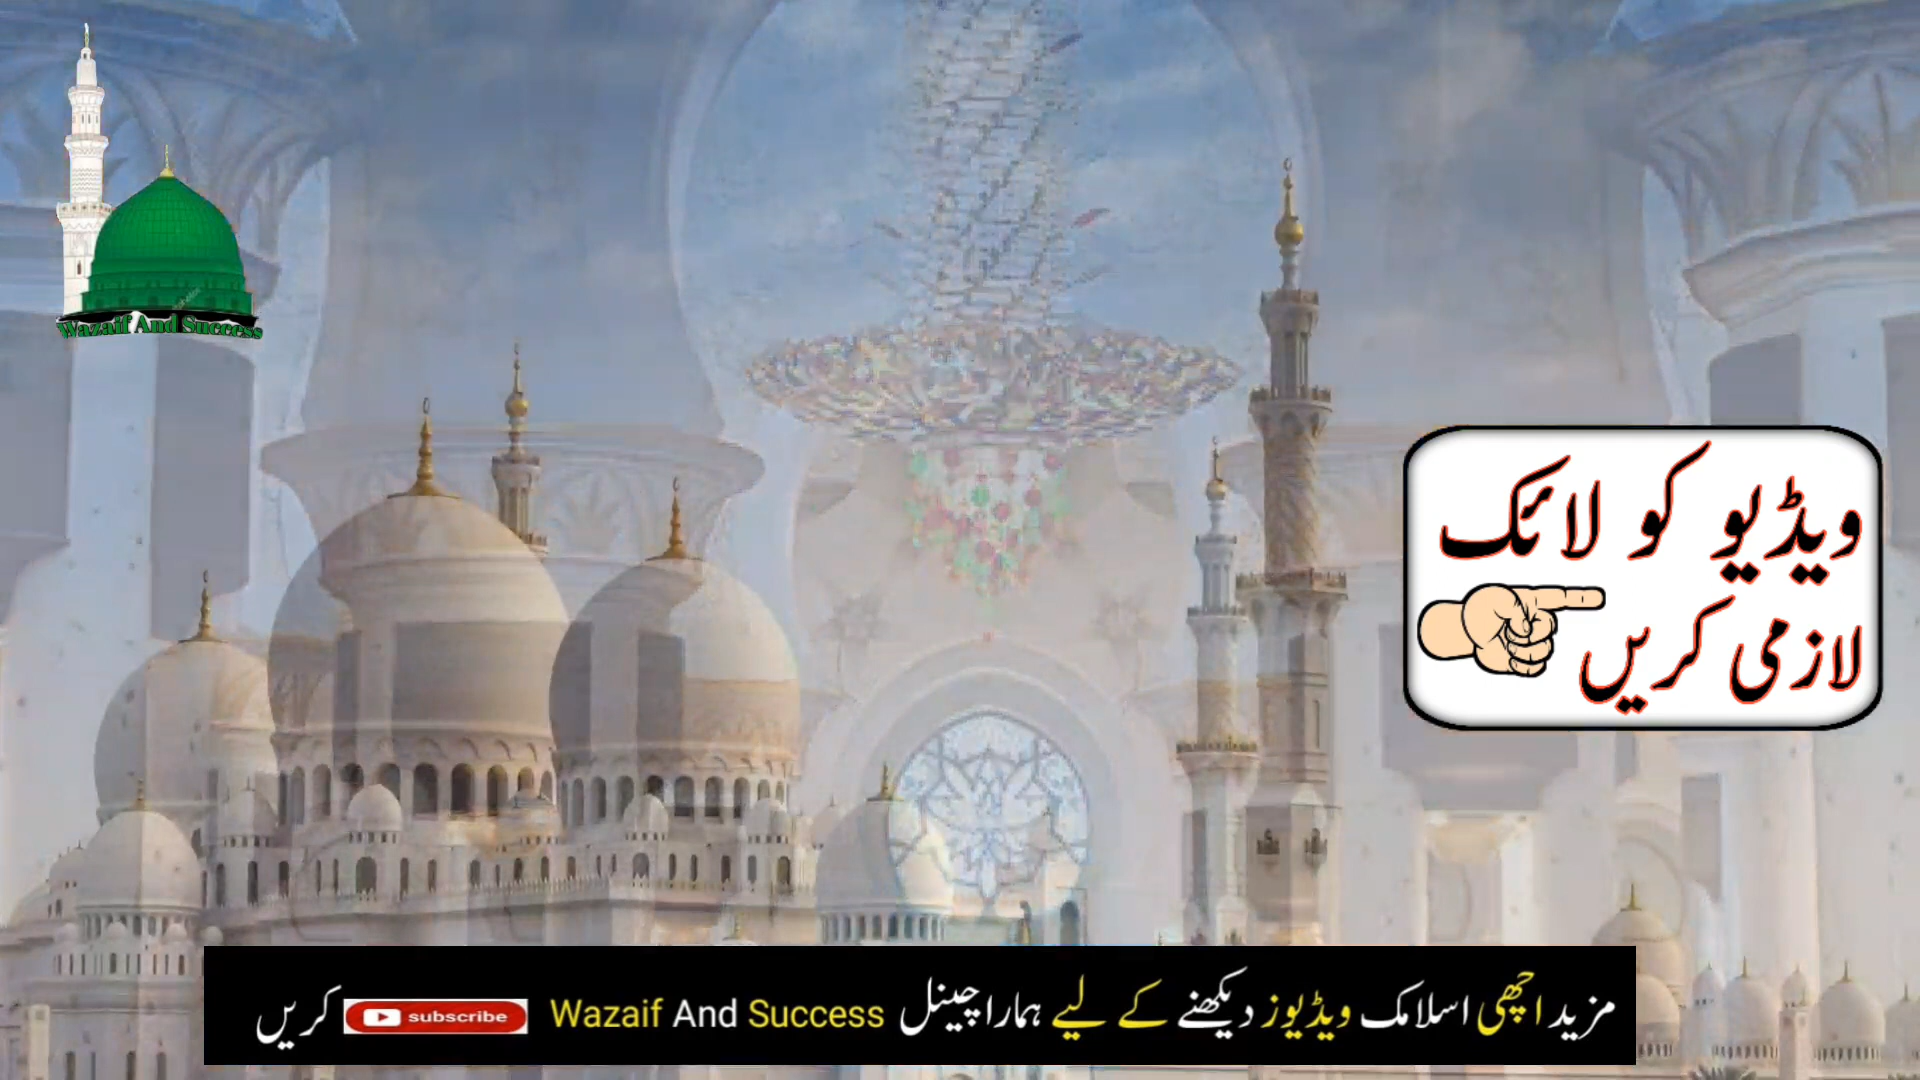 Wazaif And Success
ویڈیو کو لائک
لازمی کریں
مزید اچھی اسلامک ویڈیوز دیکھنے کے لیے ہمارا چینل Wazaif And Success subscribe کریں